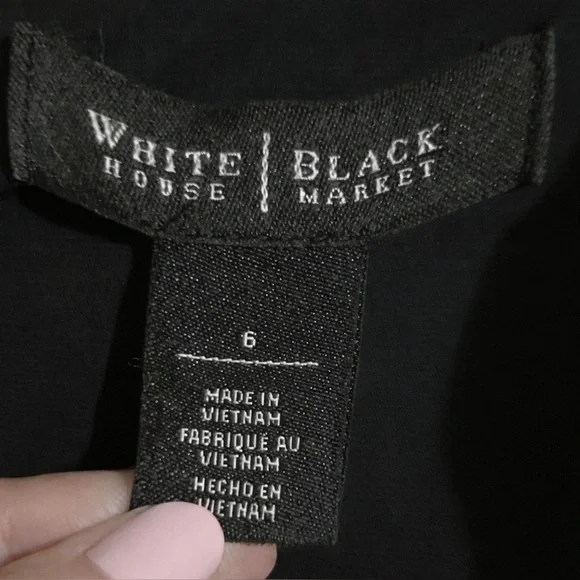 WHITE | BLACK
HOUSE | MARKET
6
MADE IN
VIETNAM
FABRIQUÉ AU
VIETNAM
HECHO EN
VIETNAM